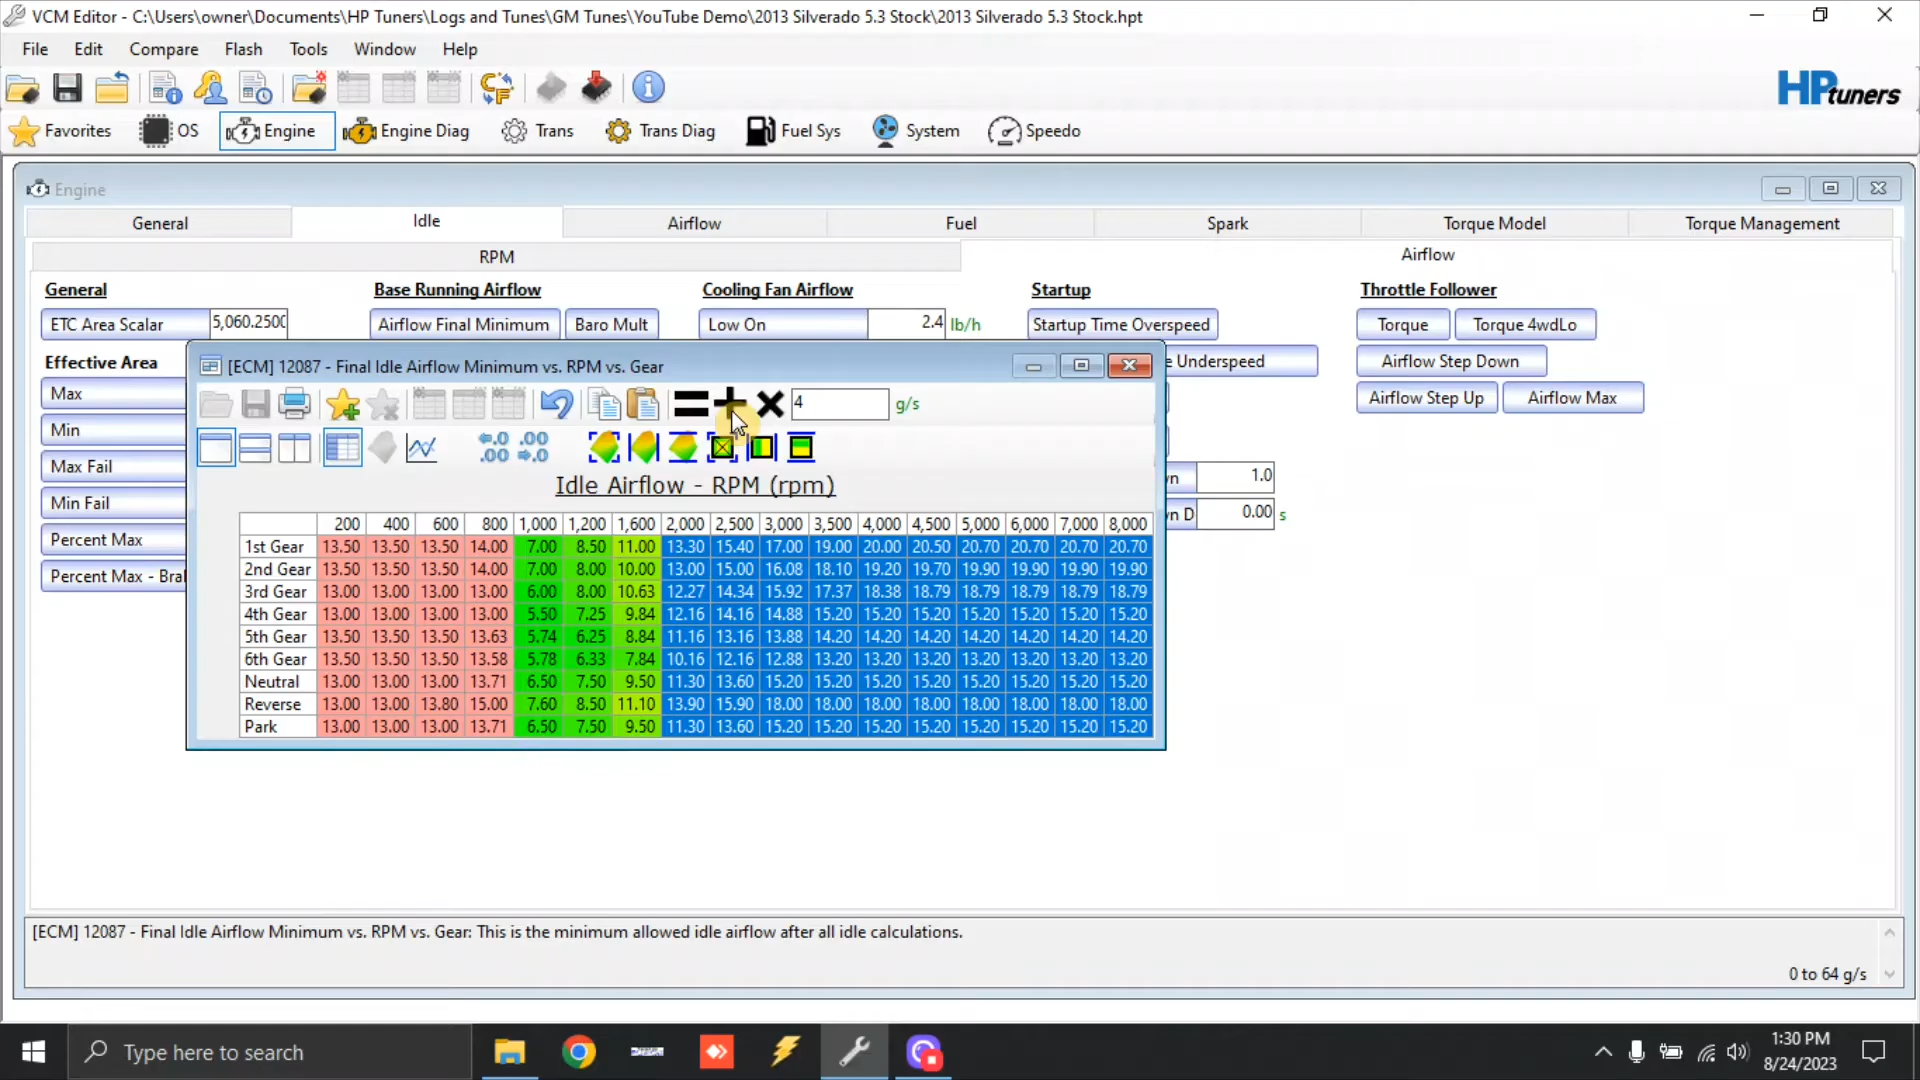 VCM Editor - C:\Users\owner\Documents\HP Tuners\Logs and Tunes\GM Tunes\YouTube Demo\2013 Silverado 5.3 Stock\2013 Silverado 5.3 Stock.hpt
File Edit Compare Flash Tools Window Help
HPtuners
Favorites OS Engine Engine Diag Trans Trans Diag Fuel Sys System Speedo
Engine
General Idle Airflow Fuel Spark Torque Model Torque Management
RPM Airflow
General Base Running Airflow Cooling Fan Airflow Startup Throttle Follower
ETC Area Scalar 5,060.250 Airflow Final Minimum Baro Mult Low On 2.4 lb/h Startup Time Overspeed Torque Torque 4wdLo
Effective Area e Underspeed Airflow Step Down
Max Airflow Step Up Airflow Max
Min
Max Fail 1.0
Min Fail n D 0.00 s
Percent Max
Percent Max - Bra
[ECM] 12087 - Final Idle Airflow Minimum vs. RPM vs. Gear
4 g/s
Idle Airflow - RPM (rpm)
200 400 600 800 1,000 1,200 1,600 2,000 2,500 3,000 3,500 4,000 4,500 5,000 6,000 7,000 8,000
1st Gear 13.50 13.50 13.50 14.00 7.00 8.50 11.00 13.30 15.40 17.00 19.00 20.00 20.50 20.70 20.70 20.70 20.70
2nd Gear 13.50 13.50 13.50 14.00 7.00 8.00 10.00 13.00 15.00 16.08 18.10 19.20 19.70 19.90 19.90 19.90 19.90
3rd Gear 13.00 13.00 13.00 13.00 6.00 8.00 10.63 12.27 14.34 15.92 17.37 18.38 18.79 18.79 18.79 18.79 18.79
4th Gear 13.00 13.00 13.00 13.00 5.50 7.25 9.84 12.16 14.16 14.88 15.20 15.20 15.20 15.20 15.20 15.20 15.20
5th Gear 13.50 13.50 13.50 13.63 5.74 6.25 8.84 11.16 13.16 13.88 14.20 14.20 14.20 14.20 14.20 14.20 14.20
6th Gear 13.50 13.50 13.50 13.58 5.78 6.33 7.84 10.16 12.16 12.88 13.20 13.20 13.20 13.20 13.20 13.20 13.20
Neutral 13.00 13.00 13.00 13.71 6.50 7.50 9.50 11.30 13.60 15.20 15.20 15.20 15.20 15.20 15.20 15.20 15.20
Reverse 13.00 13.00 13.80 15.00 7.60 8.50 11.10 13.90 15.90 18.00 18.00 18.00 18.00 18.00 18.00 18.00 18.00
Park 13.00 13.00 13.00 13.71 6.50 7.50 9.50 11.30 13.60 15.20 15.20 15.20 15.20 15.20 15.20 15.20 15.20
[ECM] 12087 - Final Idle Airflow Minimum vs. RPM vs. Gear: This is the minimum allowed idle airflow after all idle calculations.
0 to 64 g/s
Type here to search
1:30 PM
8/24/2023